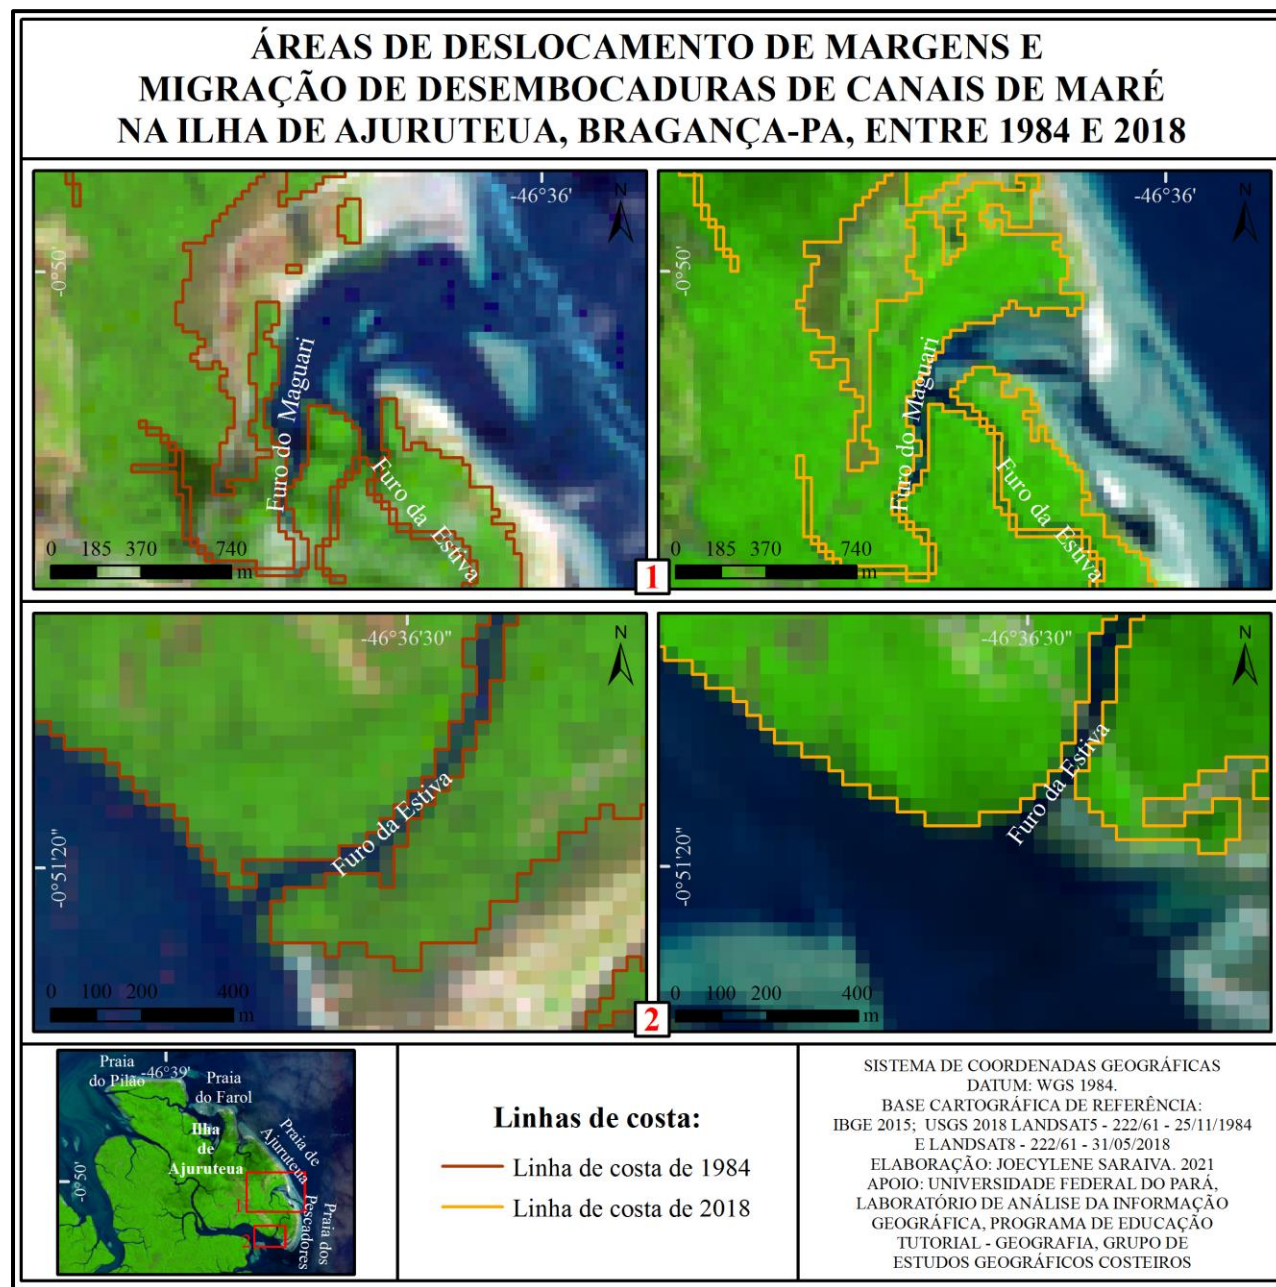 ÁREAS DE DESLOCAMENTO DE MARGENS E
MIGRAÇÃO DE DESEMBOCADURAS DE CANAIS DE MARÉ
NA ILHA DE AJURUTEUA, BRAGANÇA-PA, ENTRE 1984 E 2018
-46°36'
N
-0°50'
Furo do Maguari
Furo da Estiva
0 185 370 740
m
-46°36'
N
-0°50'
Furo do Maguari
Furo da Estiva
0 185 370 740
m
1
-46°36'30"
N
Furo da Estiva
-0°51'20"
0 100 200 400
m
-46°36'30"
N
Furo da Estiva
-0°51'20"
0 100 200 400
m
2
Praia
do Pilão
-46°39'
Praia
do Farol
Ilha
de
Ajuruteua
Praia de
Ajuruteua
-0°50'
1
2
Praia dos
Pescadores
Linhas de costa:
Linha de costa de 1984
Linha de costa de 2018
SISTEMA DE COORDENADAS GEOGRÁFICAS
DATUM: WGS 1984.
BASE CARTOGRÁFICA DE REFERÊNCIA:
IBGE 2015; USGS 2018 LANDSAT5 - 222/61 - 25/11/1984
E LANDSAT8 - 222/61 - 31/05/2018
ELABORAÇÃO: JOECYLENE SARAIVA. 2021
APOIO: UNIVERSIDADE FEDERAL DO PARÁ,
LABORATÓRIO DE ANÁLISE DA INFORMAÇÃO
GEOGRÁFICA, PROGRAMA DE EDUCAÇÃO
TUTORIAL - GEOGRAFIA, GRUPO DE
ESTUDOS GEOGRÁFICOS COSTEIROS